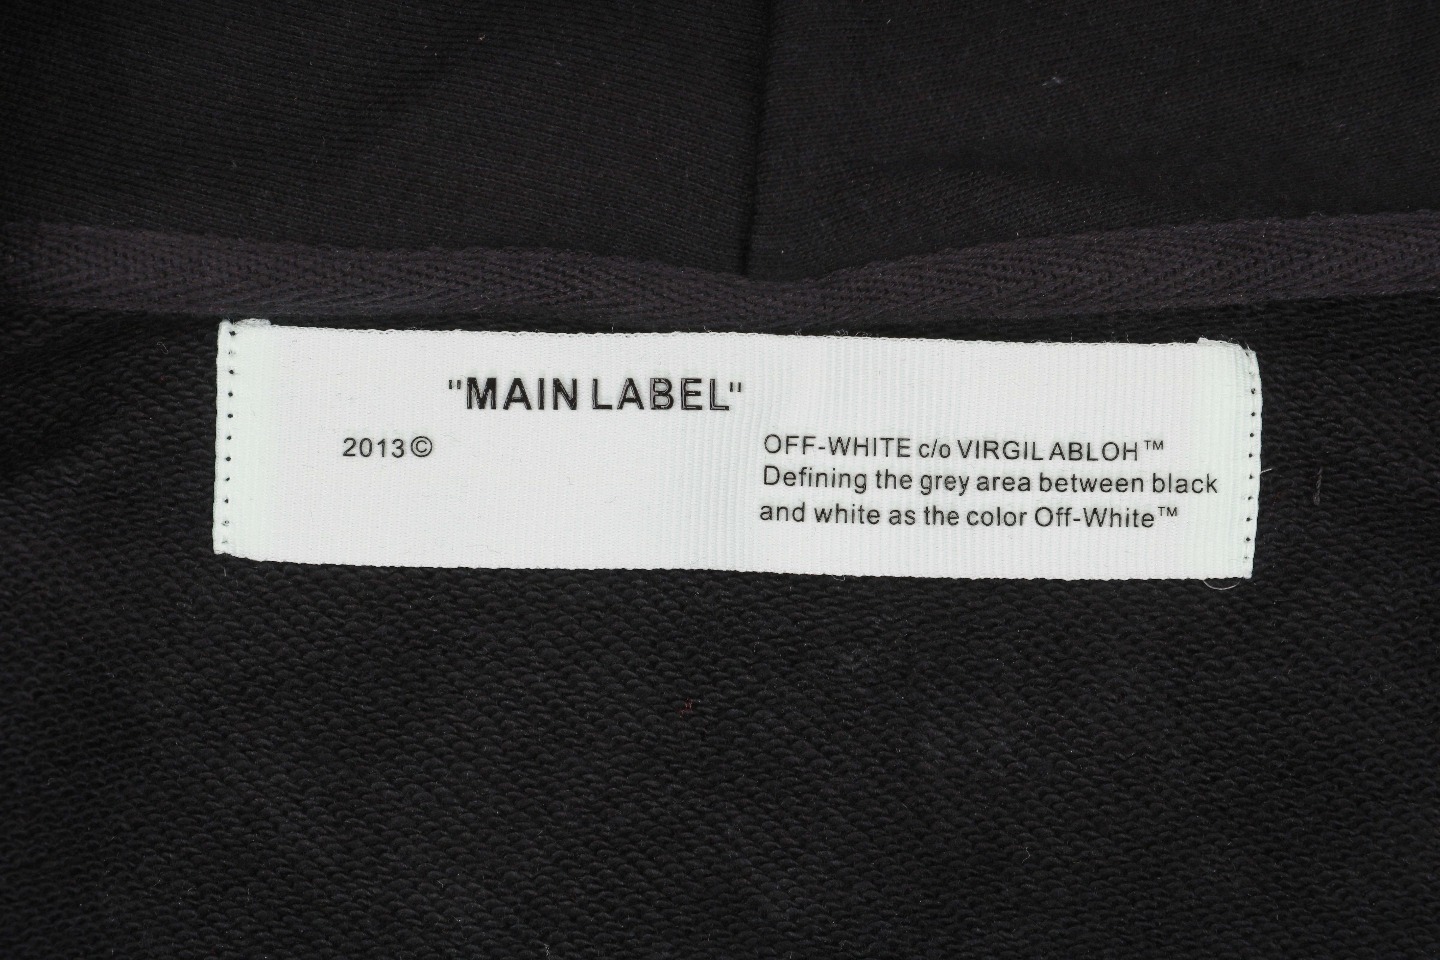 "MAIN LABEL"
2013©
OFF-WHITE c/o VIRGIL ABLOH™
Defining the grey area between black
and white as the color Off-White™